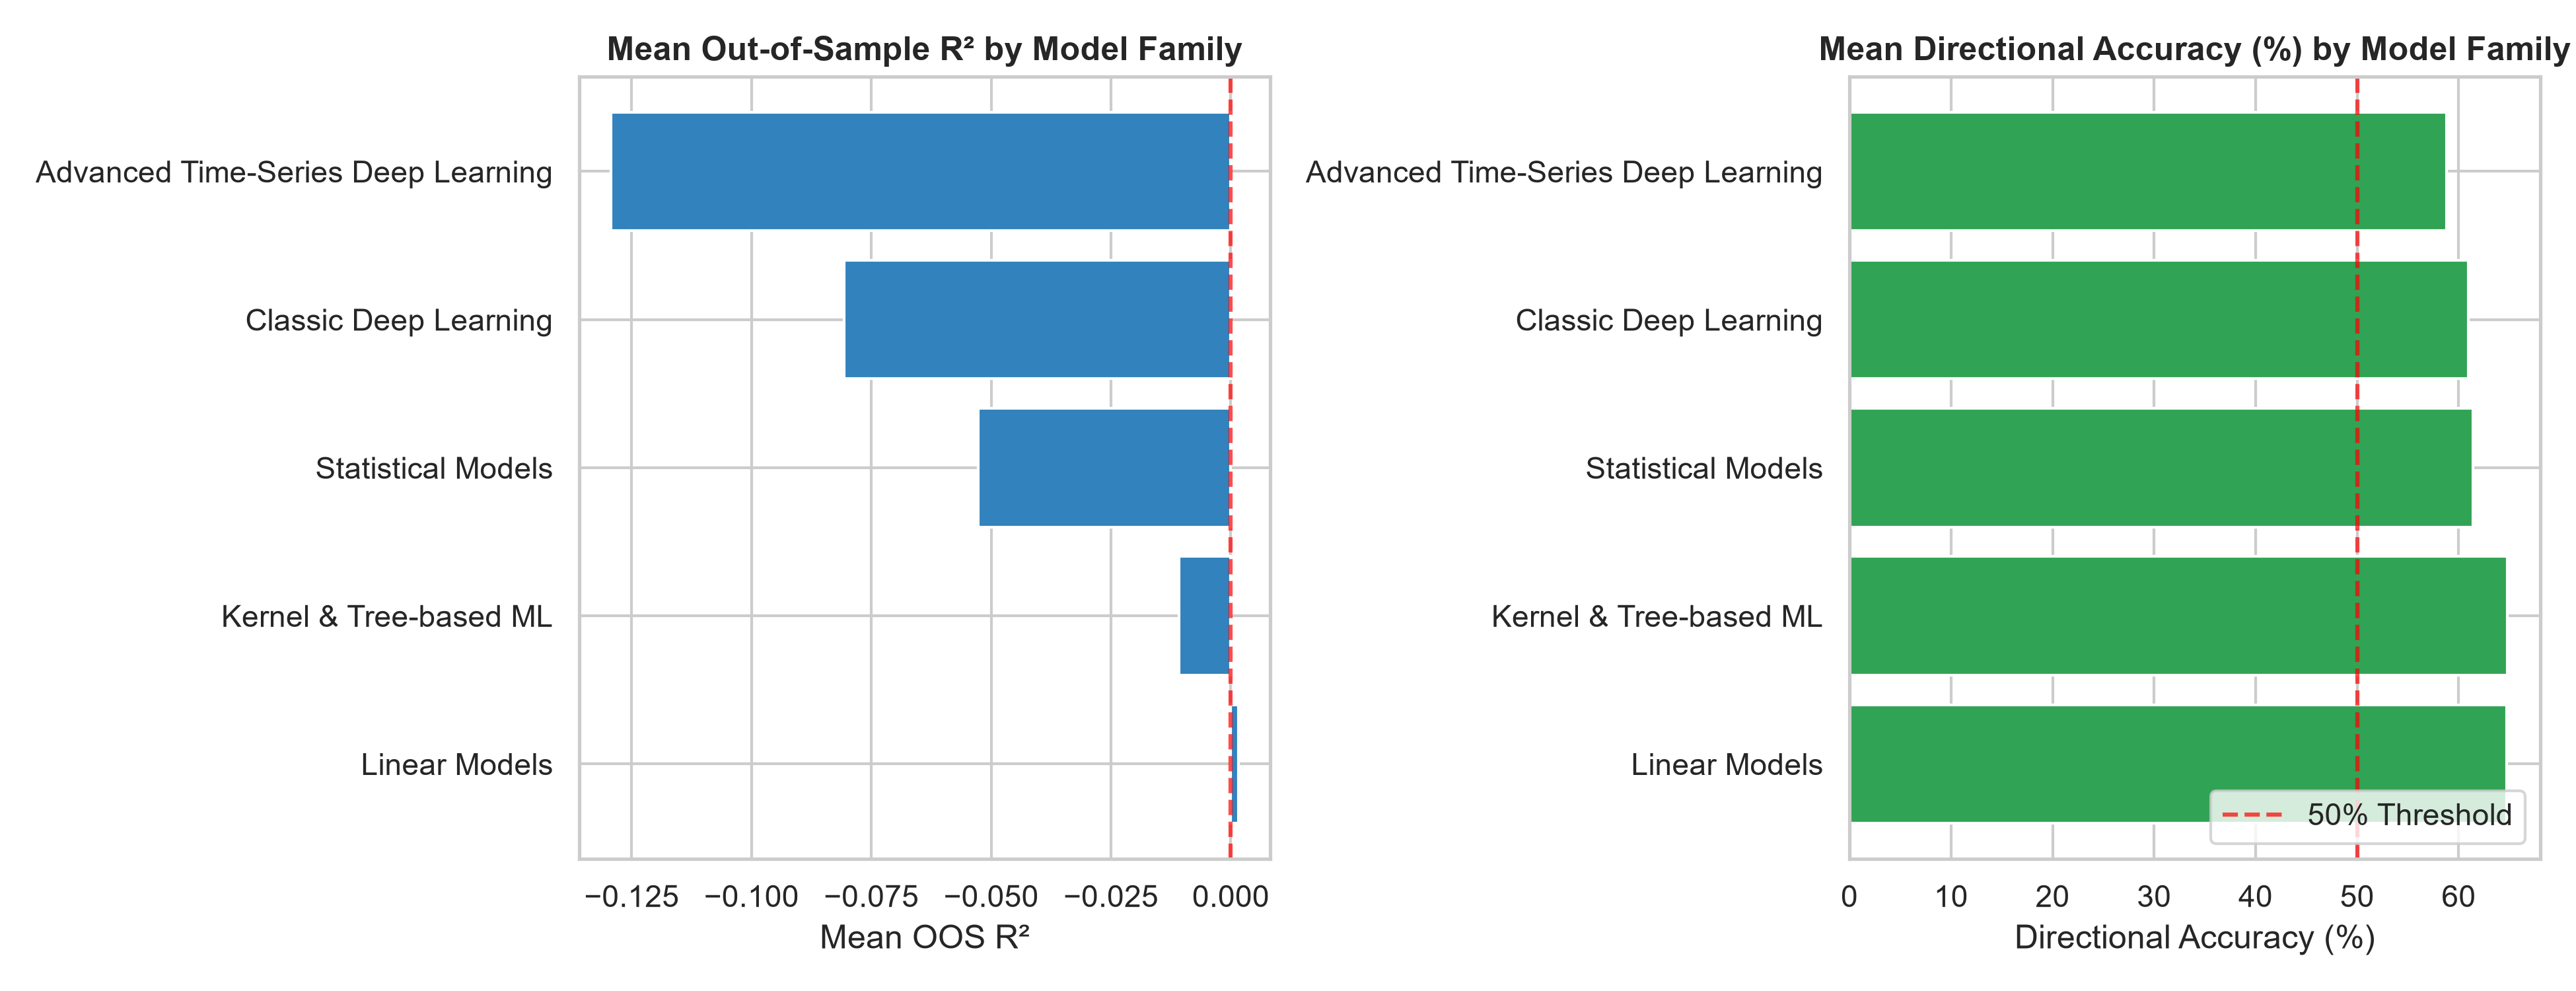 Mean Out-of-Sample R² by Model Family
Advanced Time-Series Deep Learning
Classic Deep Learning
Statistical Models
Kernel & Tree-based ML
Linear Models
−0.125 −0.100 −0.075 −0.050 −0.025 0.000
Mean OOS R²
Mean Directional Accuracy (%) by Model Family
Advanced Time-Series Deep Learning
Classic Deep Learning
Statistical Models
Kernel & Tree-based ML
Linear Models
50% Threshold
0 10 20 30 40 50 60
Directional Accuracy (%)